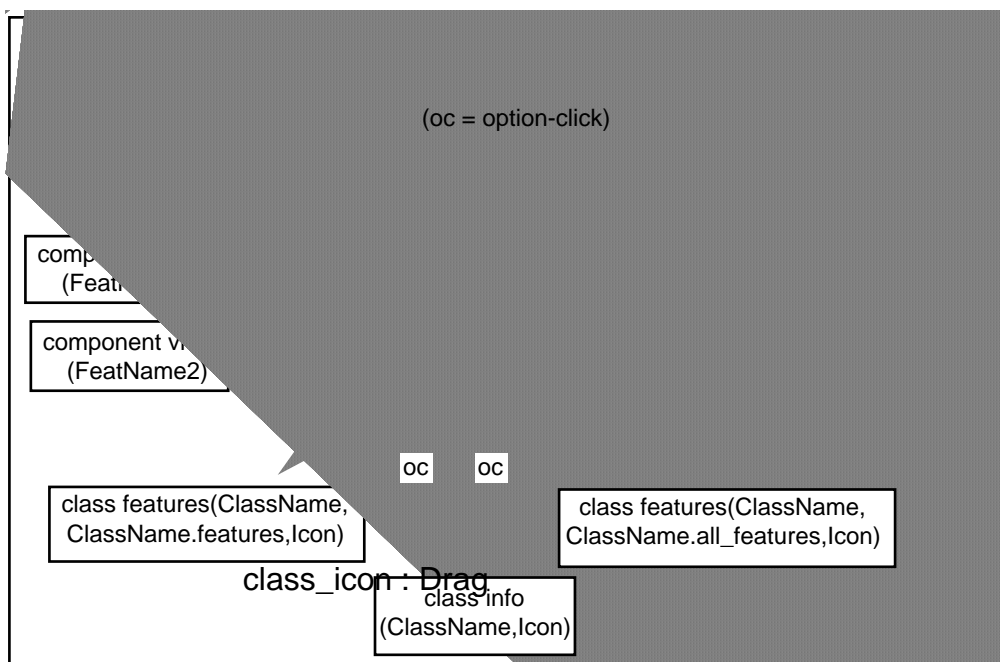 (oc = option-click)
component
(FeatName2)
oc oc
class features(ClassName,
ClassName.features,Icon)
class features(ClassName,
ClassName.all_features,Icon)
class_icon : Drag
class info
(ClassName,Icon)